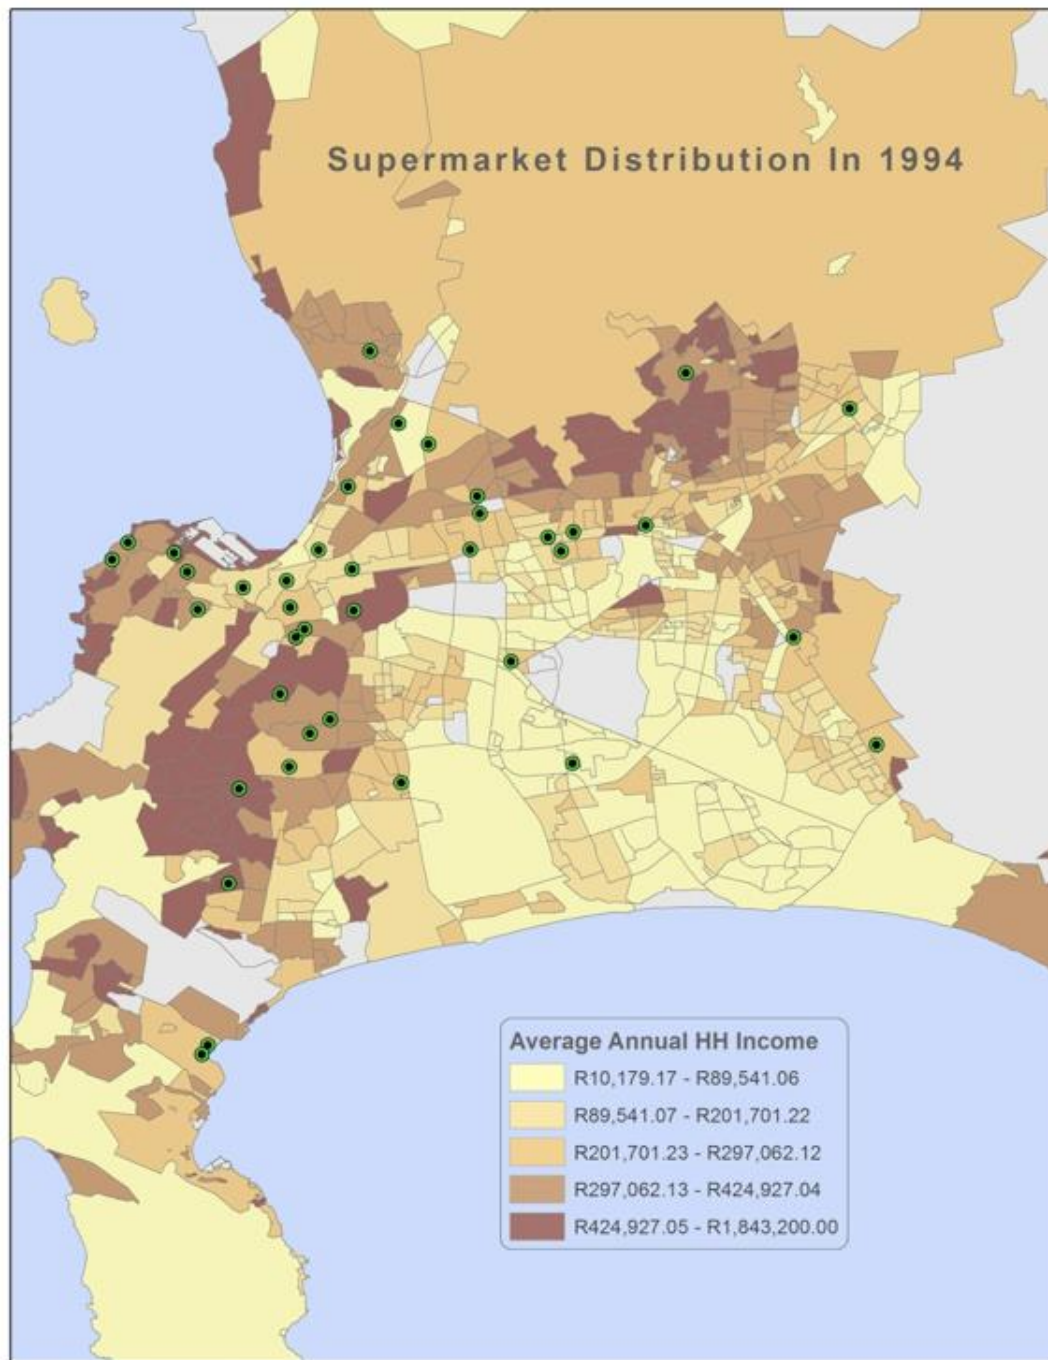 Supermarket Distribution In 1994
Average Annual HH Income
R10,179.17 - R89,541.06
R89,541.07 - R201,701.22
R201,701.23 - R297,062.12
R297,062.13 - R424,927.04
R424,927.05 - R1,843,200.00